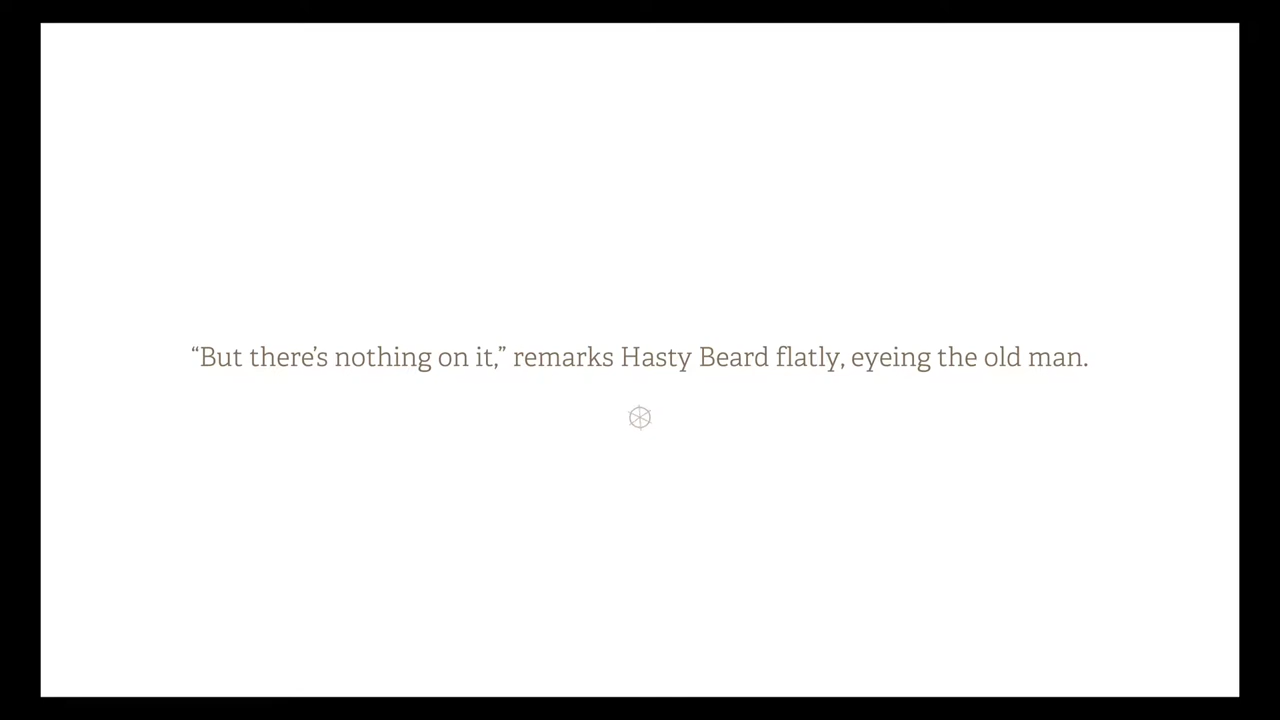 “But there’s nothing on it,” remarks Hasty Beard flatly, eyeing the old man.